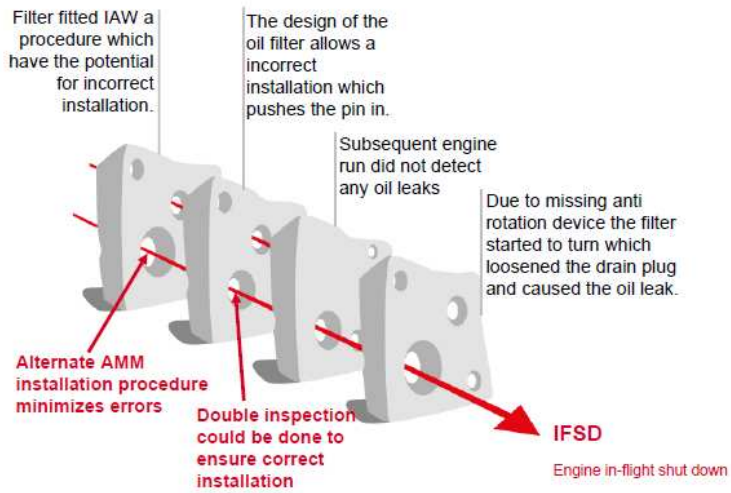 Filter fitted IAW a
procedure which
have the potential
for incorrect
installation.
The design of the
oil filter allows a
incorrect
installation which
pushes the pin in.
Subsequent engine
run did not detect
any oil leaks
Due to missing anti
rotation device the filter
started to turn which
loosened the drain plug
and caused the oil leak.
Alternate AMM
installation procedure
minimizes errors
Double inspection
could be done to
ensure correct
installation
IFSD
Engine in-flight shut down